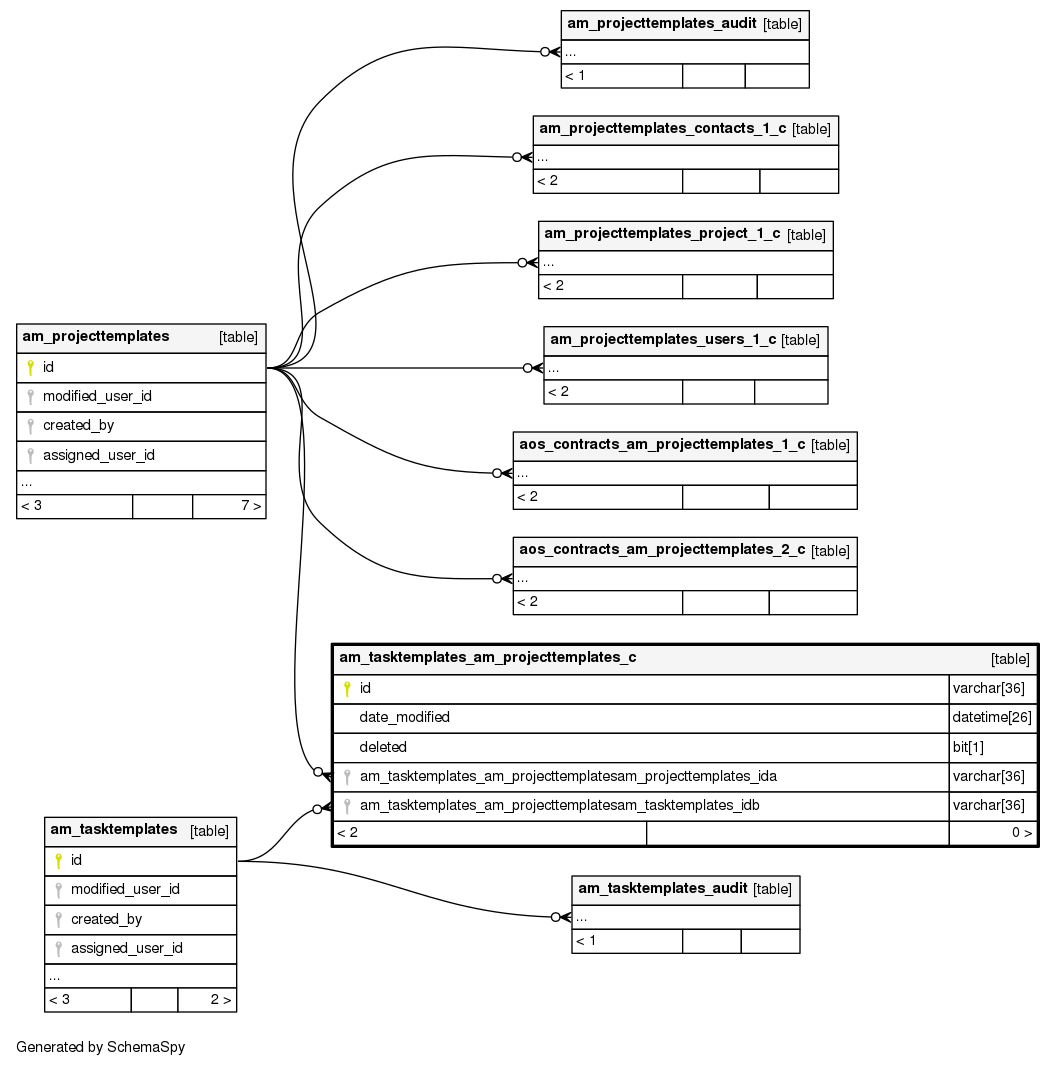 am_projecttemplates_audit [table]
...
< 1
am_projecttemplates_contacts_1_c [table]
...
< 2
am_projecttemplates_project_1_c [table]
...
< 2
am_projecttemplates [table]
id
modified_user_id
created_by
assigned_user_id
...
< 3 7 >
am_projecttemplates_users_1_c [table]
...
< 2
aos_contracts_am_projecttemplates_1_c [table]
...
< 2
aos_contracts_am_projecttemplates_2_c [table]
...
< 2
am_tasktemplates_am_projecttemplates_c [table]
id varchar[36]
date_modified datetime[26]
deleted bit[1]
am_tasktemplates_am_projecttemplatesam_projecttemplates_ida varchar[36]
am_tasktemplates_am_projecttemplatesam_tasktemplates_idb varchar[36]
< 2 0 >
am_tasktemplates [table]
id
modified_user_id
created_by
assigned_user_id
...
< 3 2 >
am_tasktemplates_audit [table]
...
< 1
Generated by SchemaSpy